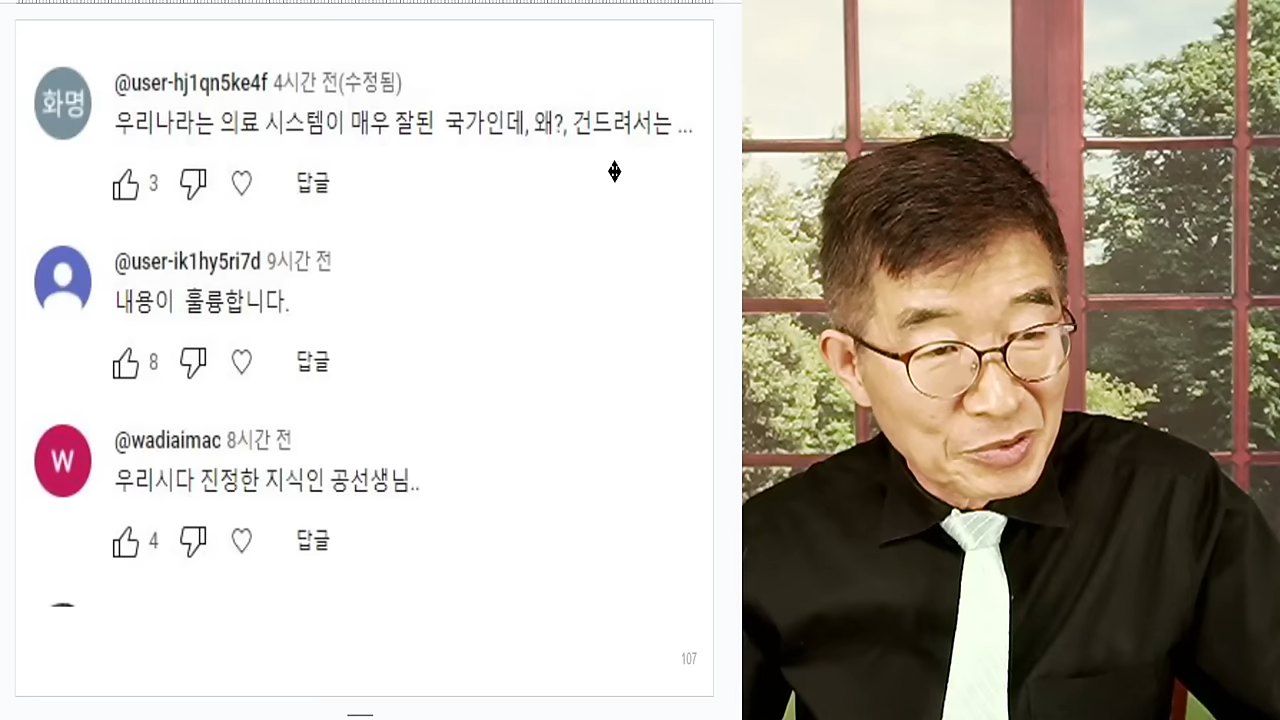 화명
@user-hj1qn5ke4f 4시간 전(수정됨)
우리나라는 의료 시스템이 매우 잘된 국가인데, 왜?, 건드려서는 ...
3 답글
@user-ik1hy5ri7d 9시간 전
내용이 훌륭합니다.
8 답글
W
@wadiaimac 8시간 전
우리시다 진정한 지식인 공선생님..
4 답글
107